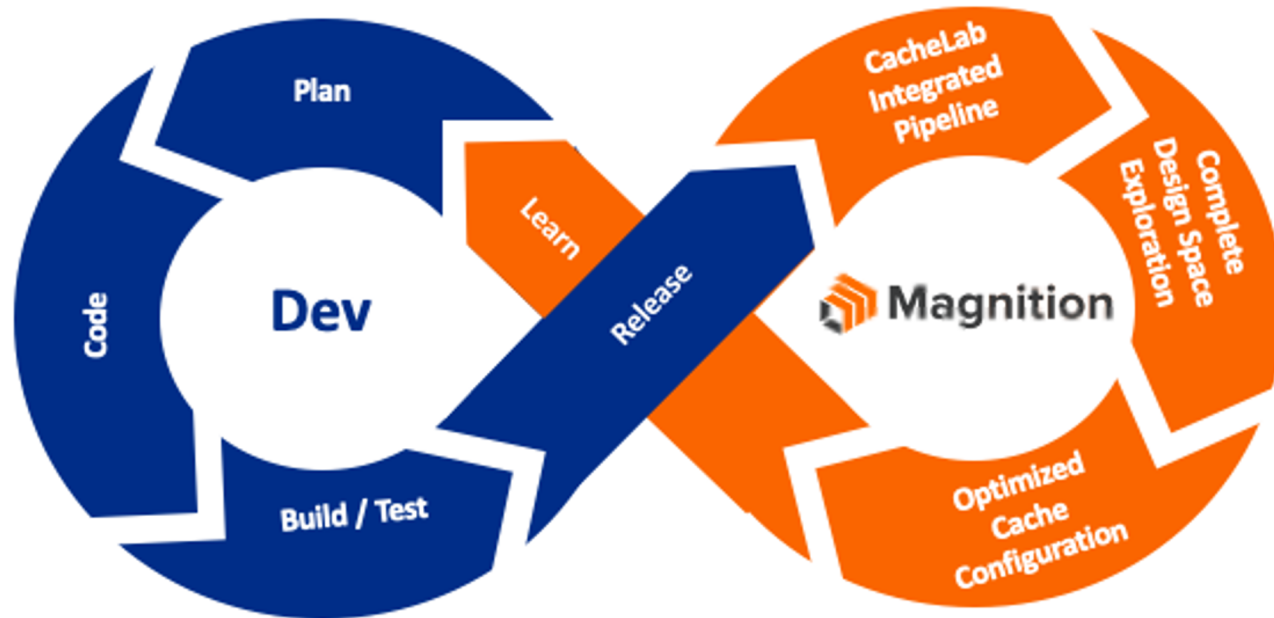 Plan
Code
Dev
Build / Test
Learn
Release
CacheLab
Integrated
Pipeline
Complete
Design Space
Exploration
Magnition
Optimized
Cache
Configuration